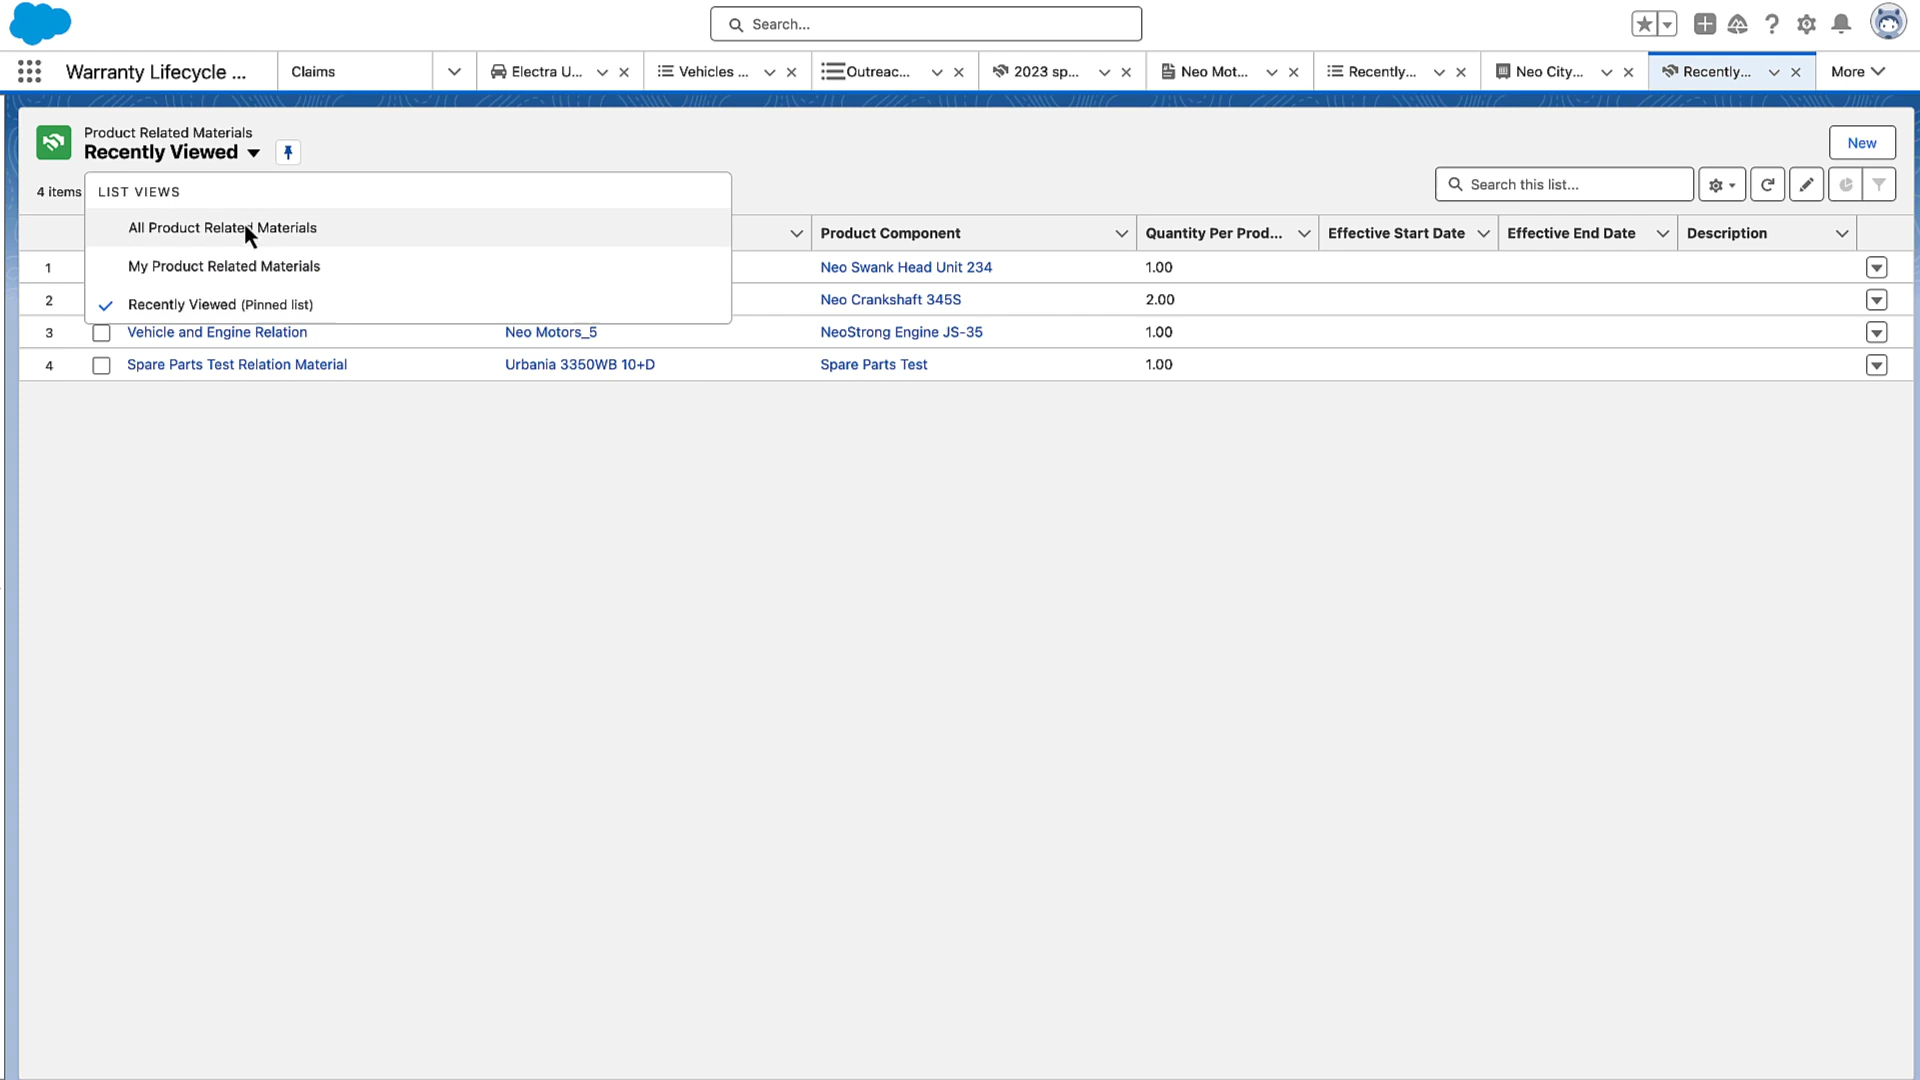 Search...
Warranty Lifecycle ...
Claims
Electra U...
Vehicles ...
Outreac...
2023 sp...
Neo Mot...
Recently...
Neo City...
Recently...
More
Product Related Materials
Recently Viewed
New
4 items
Search this list...
LIST VIEWS
All Product Related Materials
My Product Related Materials
Recently Viewed (Pinned list)
Product Component
Quantity Per Prod...
Effective Start Date
Effective End Date
Description
1
Neo Swank Head Unit 234
1.00
2
Neo Crankshaft 345S
2.00
3
Vehicle and Engine Relation
Neo Motors_5
NeoStrong Engine JS-35
1.00
4
Spare Parts Test Relation Material
Urbania 3350WB 10+D
Spare Parts Test
1.00